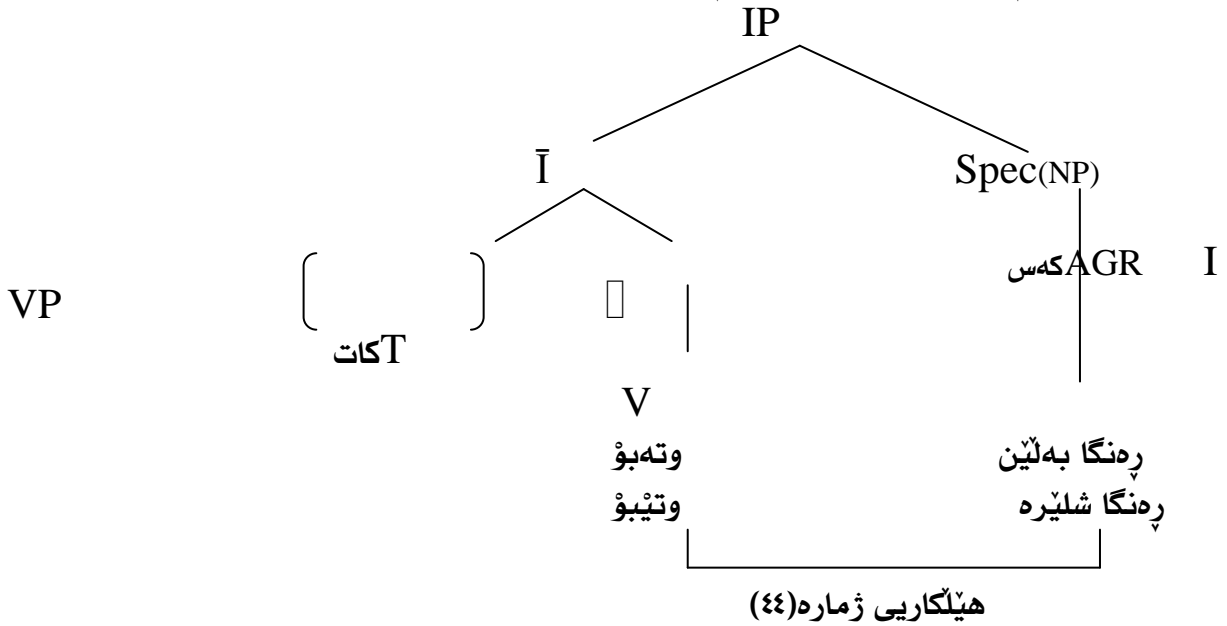 IP
Ī Spec(NP)
AGRکەس I
VP
Tکات
V
ڕەنگا بەڵێن وتەبۆ
ڕەنگا شلێرە وتێبۆ
هێڵکاریی ژمارە(٤٤)